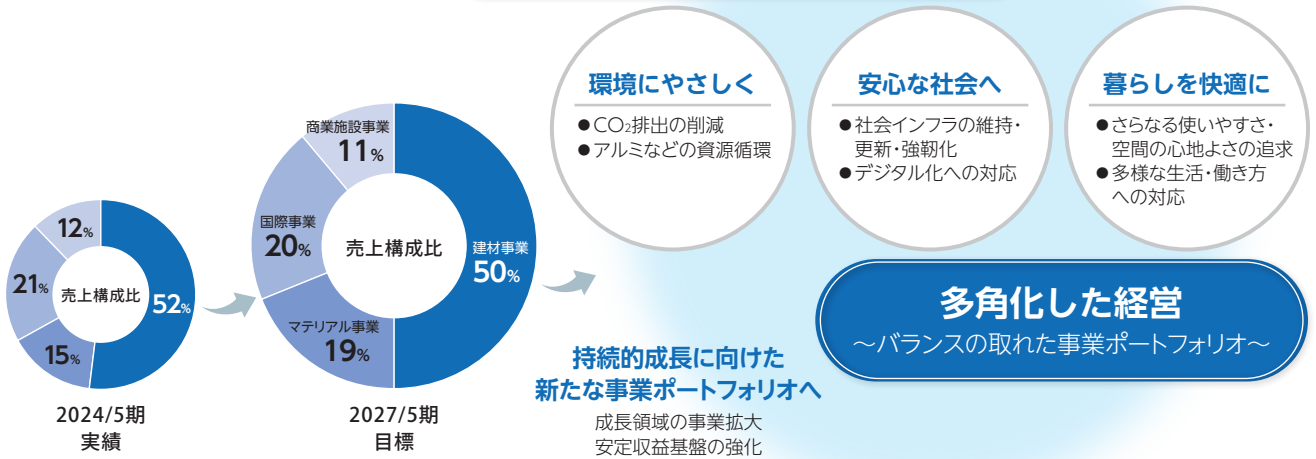 12%
21%
15%
52%
売上構成比
2024/5期
実績
商業施設事業
11%
国際事業
20%
マテリアル事業
19%
建材事業
50%
売上構成比
2027/5期
目標
持続的成長に向けた
新たな事業ポートフォリオへ
成長領域の事業拡大
安定収益基盤の強化
環境にやさしく
●CO₂排出の削減
●アルミなどの資源循環
安心な社会へ
●社会インフラの維持・
更新・強靭化
●デジタル化への対応
暮らしを快適に
●さらなる使いやすさ・
空間の心地よさの追求
●多様な生活・働き方
への対応
多角化した経営
～バランスの取れた事業ポートフォリオ～